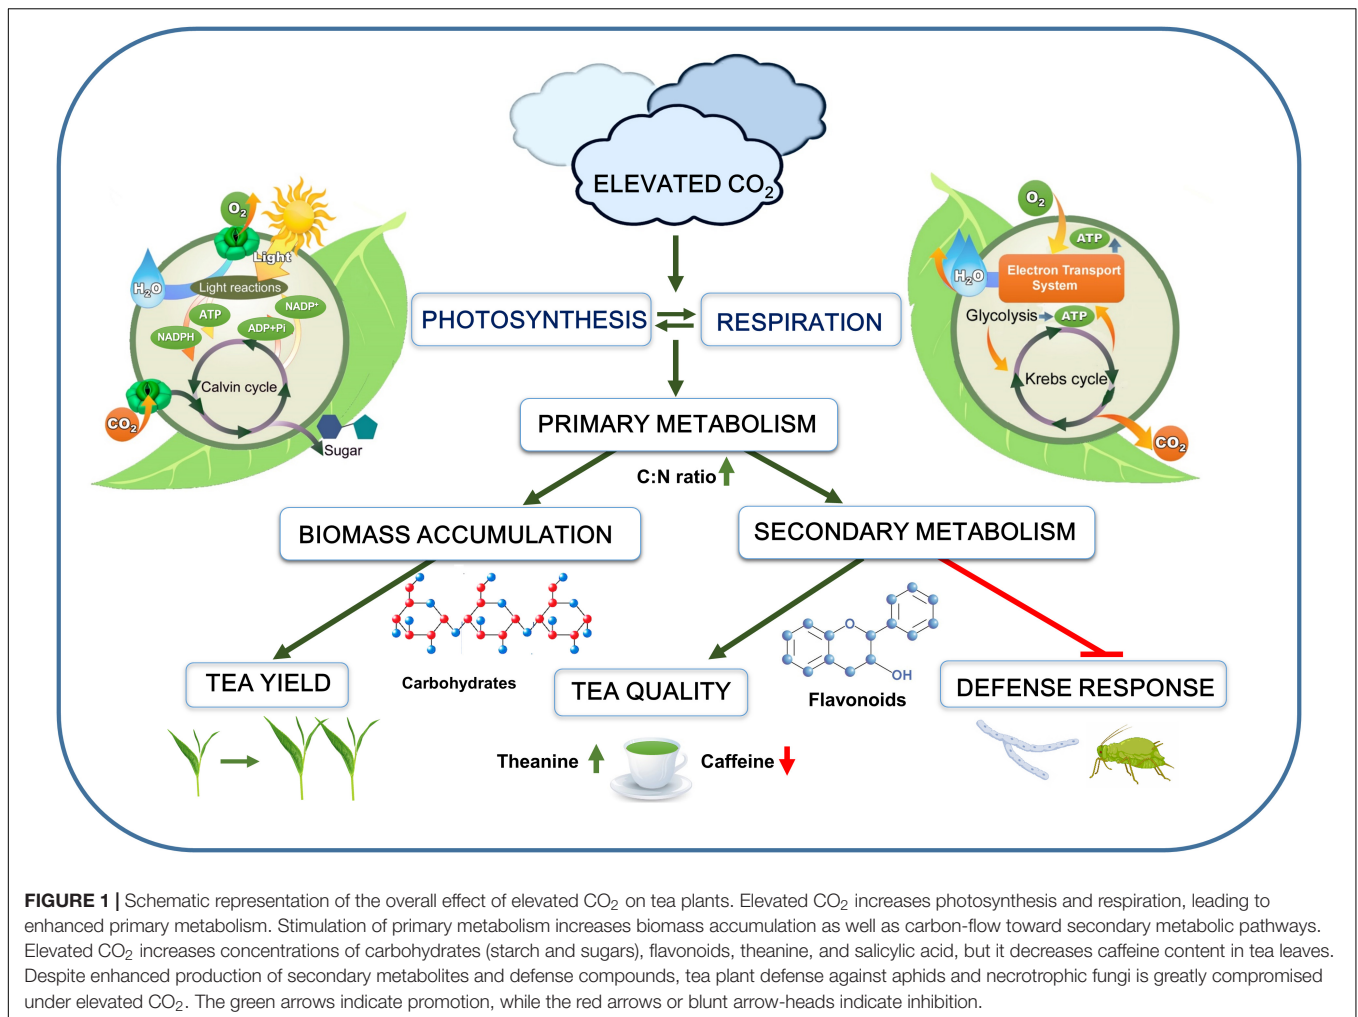 ELEVATED CO₂
O₂
Light
H₂O
Light reactions
ATP
NADP⁺
NADPH
ADP+Pi
Calvin cycle
CO₂
Sugar
PHOTOSYNTHESIS
RESPIRATION
O₂
ATP
H₂O
Electron Transport
System
Glycolysis
ATP
Krebs cycle
CO₂
PRIMARY METABOLISM
C:N ratio
BIOMASS ACCUMULATION
SECONDARY METABOLISM
O
OH
TEA YIELD
Carbohydrates
TEA QUALITY
Flavonoids
DEFENSE RESPONSE
Theanine
Caffeine
FIGURE 1 | Schematic representation of the overall effect of elevated CO₂ on tea plants. Elevated CO₂ increases photosynthesis and respiration, leading to
enhanced primary metabolism. Stimulation of primary metabolism increases biomass accumulation as well as carbon-flow toward secondary metabolic pathways.
Elevated CO₂ increases concentrations of carbohydrates (starch and sugars), flavonoids, theanine, and salicylic acid, but it decreases caffeine content in tea leaves.
Despite enhanced production of secondary metabolites and defense compounds, tea plant defense against aphids and necrotrophic fungi is greatly compromised
under elevated CO₂. The green arrows indicate promotion, while the red arrows or blunt arrow-heads indicate inhibition.